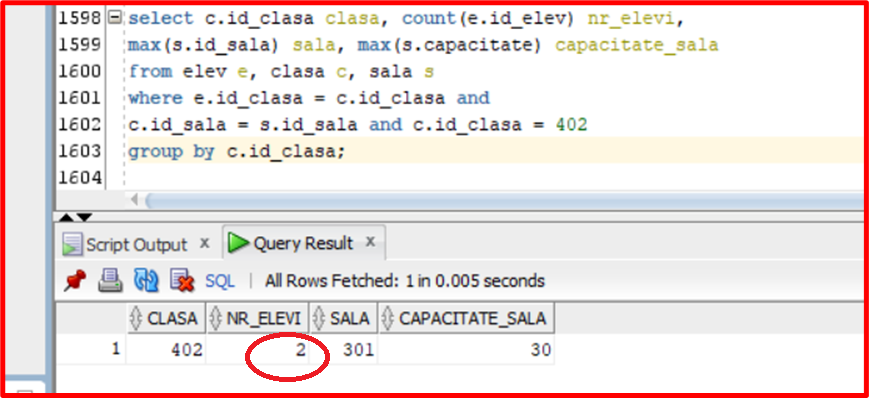 1598 select c.id_clasa clasa, count(e.id_elev) nr_elevi,
1599 max(s.id_sala) sala, max(s.capacitate) capacitate_sala
1600 from elev e, clasa c, sala s
1601 where e.id_clasa = c.id_clasa and
1602 c.id_sala = s.id_sala and c.id_clasa = 402
1603 group by c.id_clasa;
1604
Script Output x Query Result x
SQL | All Rows Fetched: 1 in 0.005 seconds
CLASA NR_ELEVI SALA CAPACITATE_SALA
1 402 2 301 30